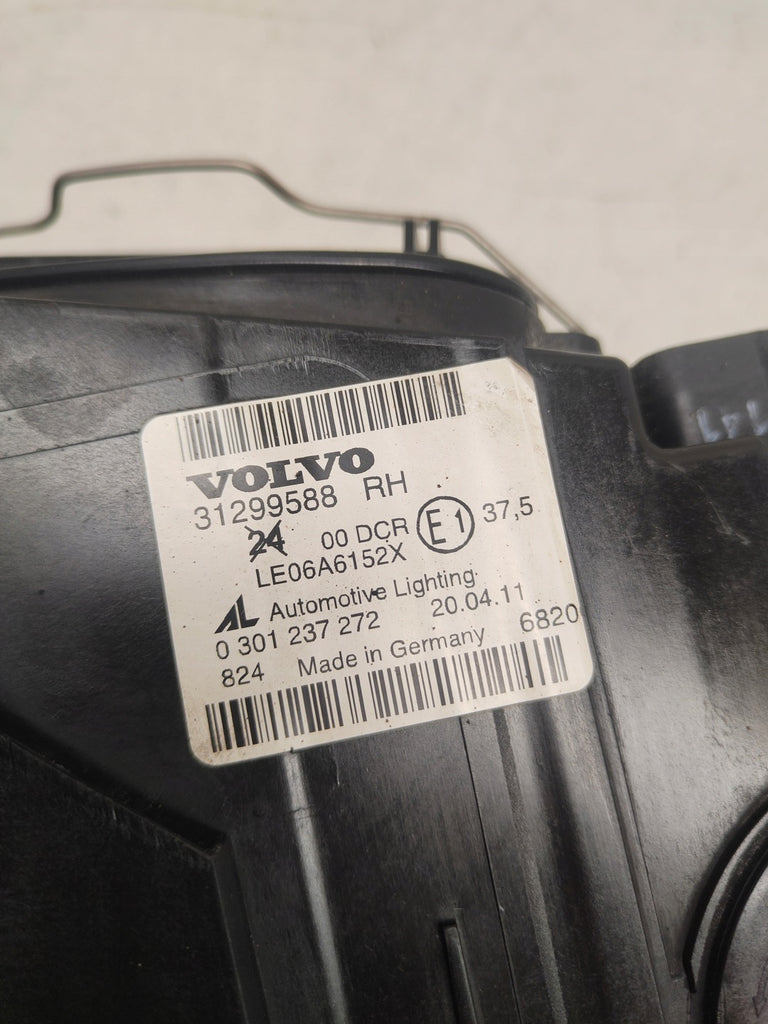 VOLVO
31299588 RH
24 00 DCR E1 37,5
LE06A6152X
AL Automotive Lighting
0 301 237 272 20.04.11
824 Made in Germany 6820